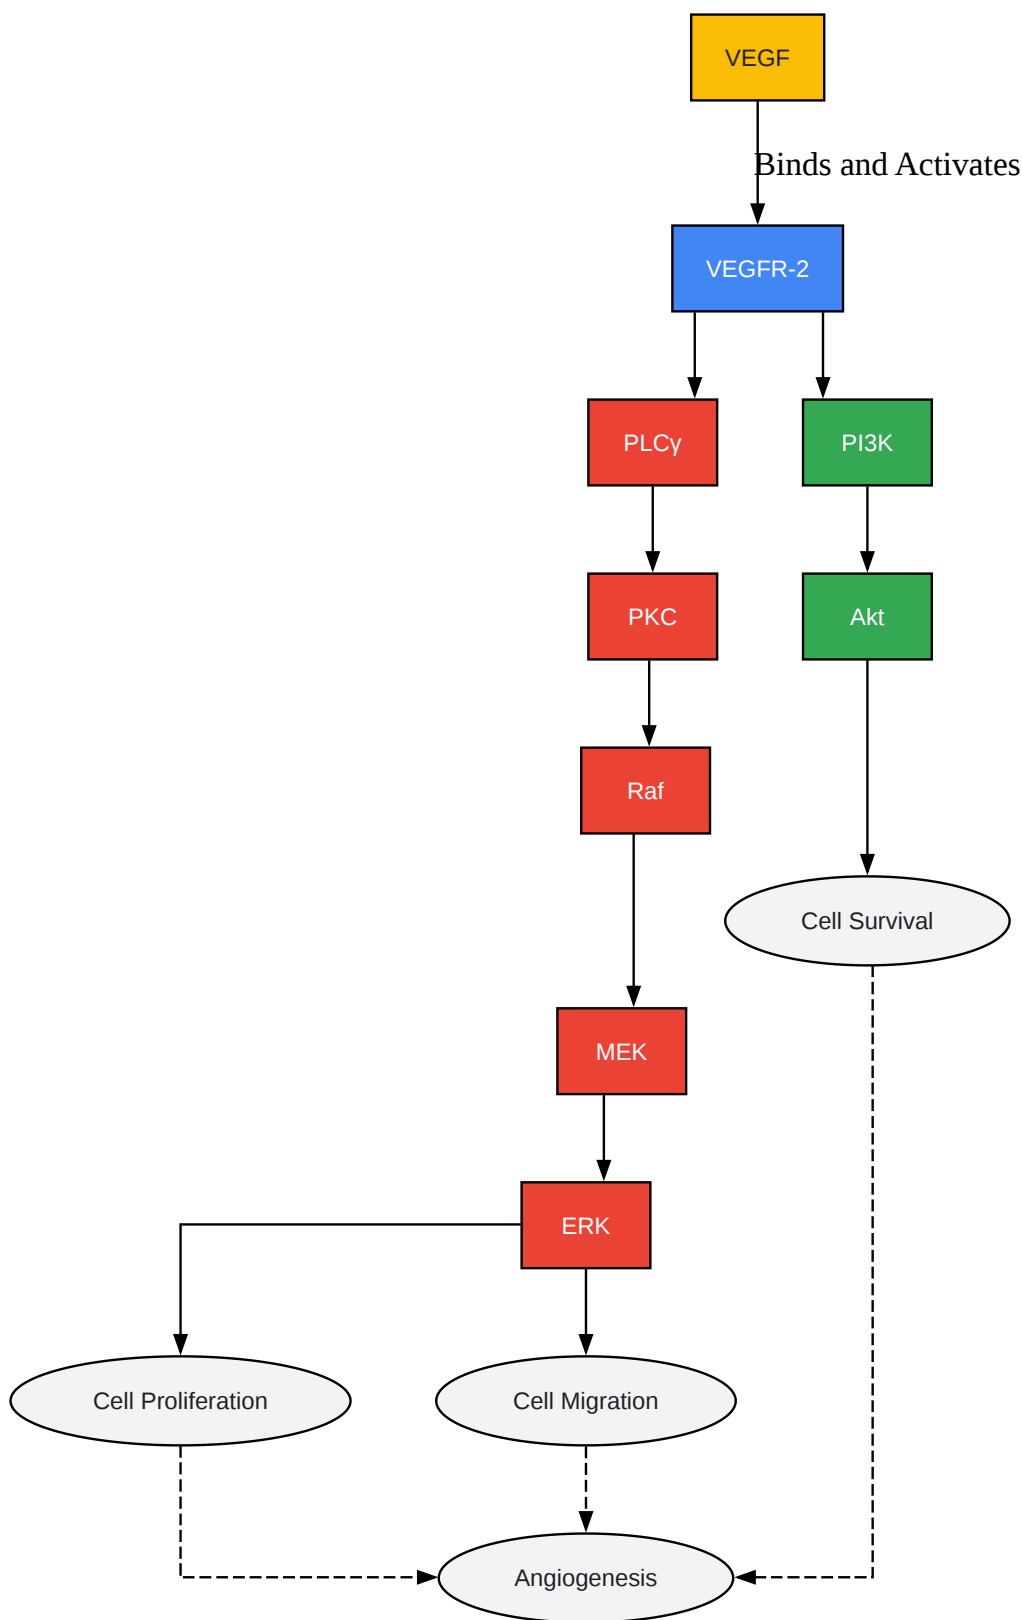 VEGF
Binds and Activates
VEGFR-2
PLCγ
PI3K
PKC
Akt
Raf
Cell Survival
MEK
ERK
Cell Proliferation
Cell Migration
Angiogenesis